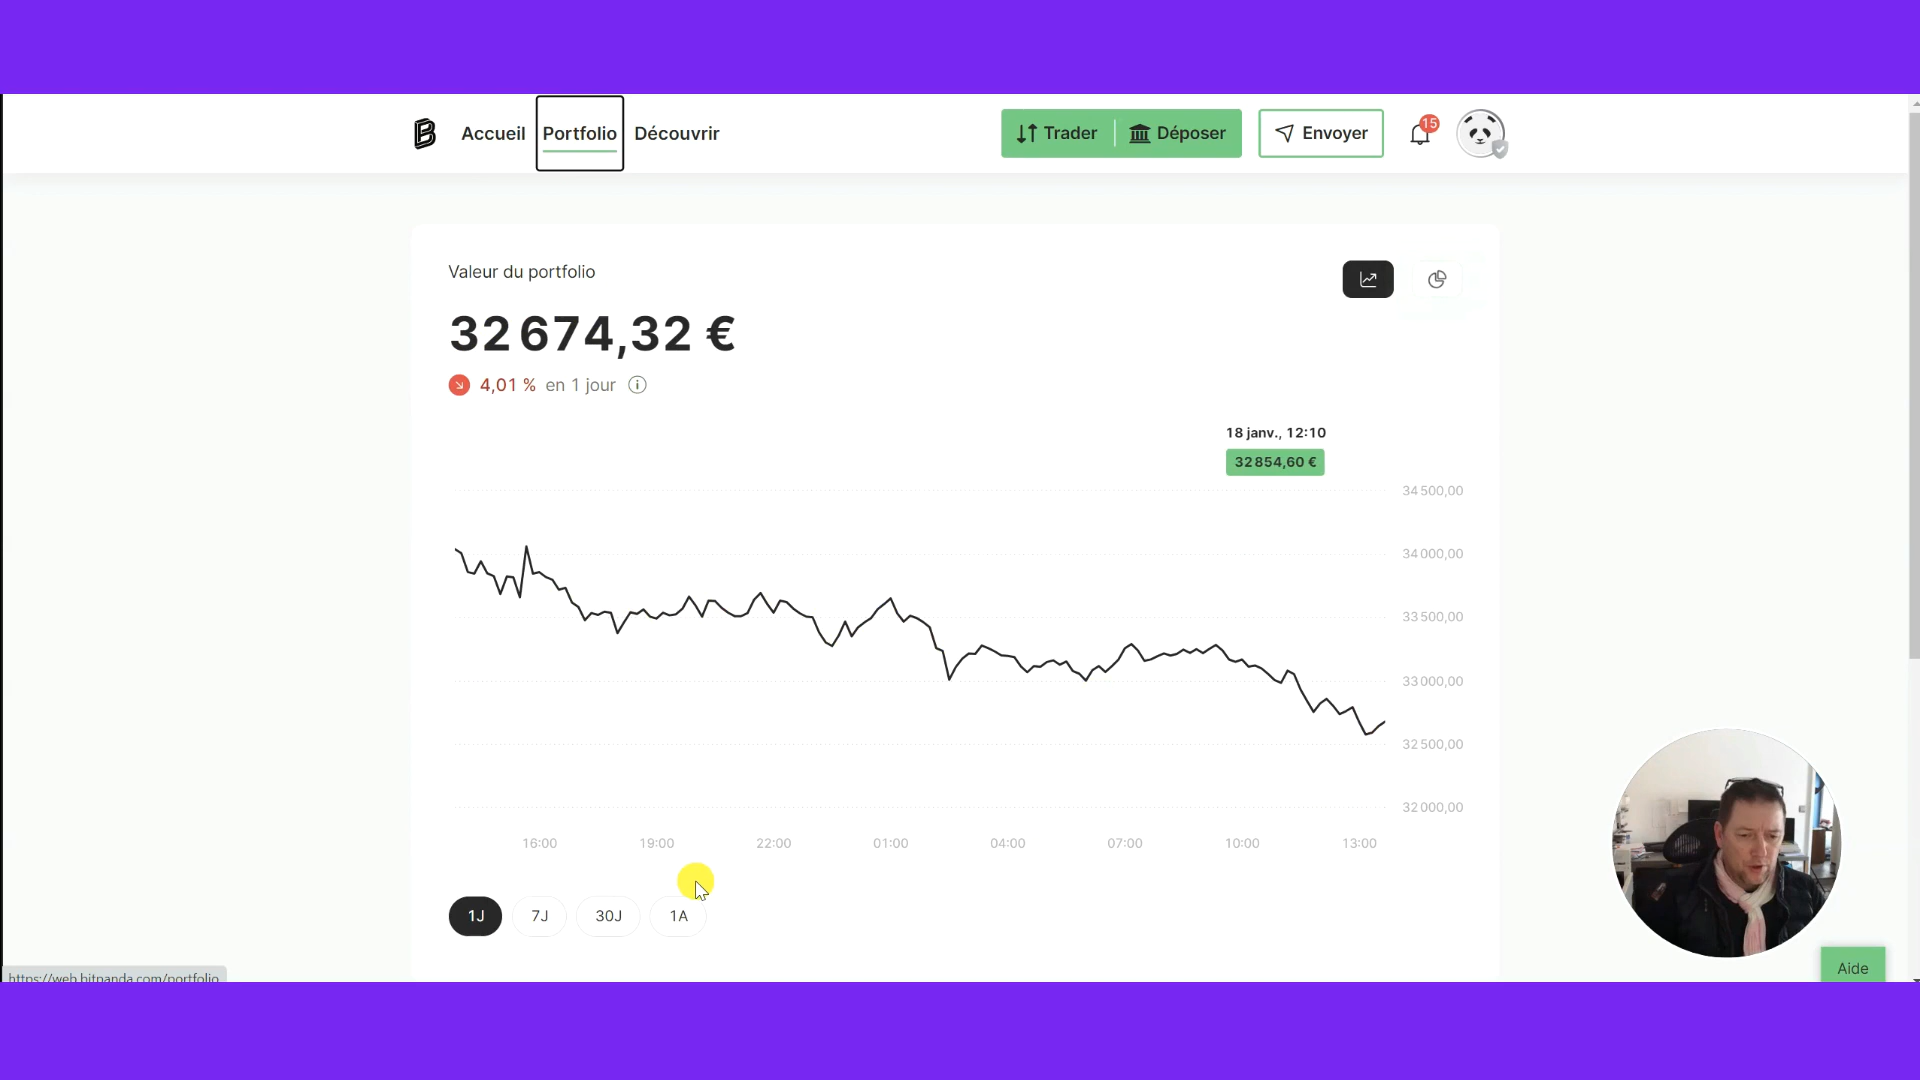 Accueil Portfolio Découvrir Trader Déposer Envoyer 15
Valeur du portfolio
32 674,32 €
4,01 % en 1 jour
18 janv., 12:10
32 854,60 €
34 500,00
34 000,00
33 500,00
33 000,00
32 500,00
32 000,00
16:00 19:00 22:00 01:00 04:00 07:00 10:00 13:00
1J 7J 30J 1A
https://web.bitpanda.com/portfolio
Aide